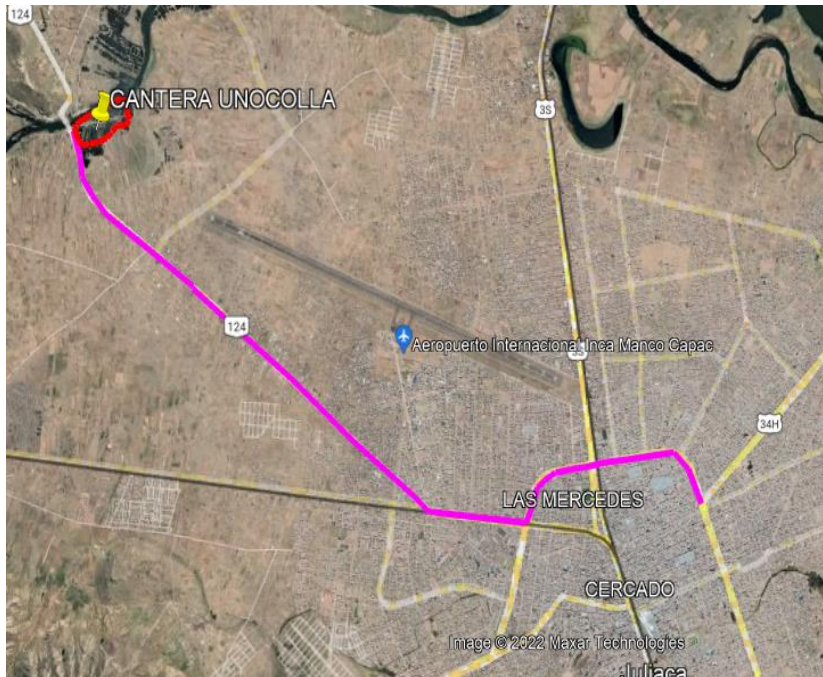 124
CANTERA UNOCOLLA
3S
124
Aeropuerto Internacional Inca Manco Capac
3S
34H
LAS MERCEDES
CERCADO
Image © 2022 Maxar Technologies
Juliaca